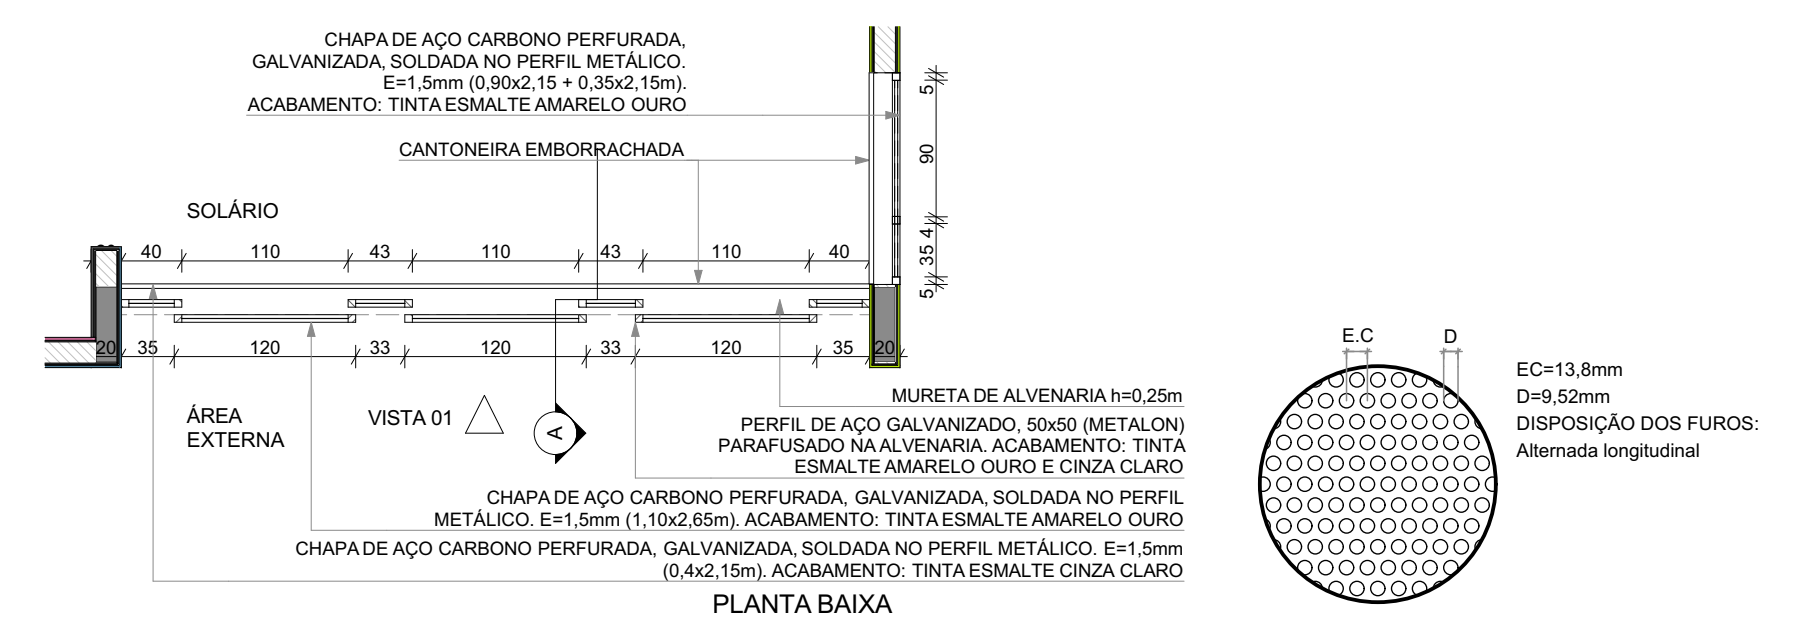 CHAPA DE AÇO CARBONO PERFURADA,
GALVANIZADA, SOLDADA NO PERFIL METÁLICO.
E=1,5mm (0,90x2,15 + 0,35x2,15m).
ACABAMENTO: TINTA ESMALTE AMARELO OURO
CANTONEIRA EMBORRACHADA
SOLÁRIO
5
90
4
35
5
40 110 43 110 43 110 40
20 35 120 33 120 33 120 35 20
ÁREA
EXTERNA
VISTA 01
A
MURETA DE ALVENARIA h=0,25m
PERFIL DE AÇO GALVANIZADO, 50x50 (METALON)
PARAFUSADO NA ALVENARIA. ACABAMENTO: TINTA
ESMALTE AMARELO OURO E CINZA CLARO
CHAPA DE AÇO CARBONO PERFURADA, GALVANIZADA, SOLDADA NO PERFIL
METÁLICO. E=1,5mm (1,10x2,65m). ACABAMENTO: TINTA ESMALTE AMARELO OURO
CHAPA DE AÇO CARBONO PERFURADA, GALVANIZADA, SOLDADA NO PERFIL METÁLICO. E=1,5mm
(0,4x2,15m). ACABAMENTO: TINTA ESMALTE CINZA CLARO
PLANTA BAIXA
E.C D
EC=13,8mm
D=9,52mm
DISPOSIÇÃO DOS FUROS:
Alternada longitudinal